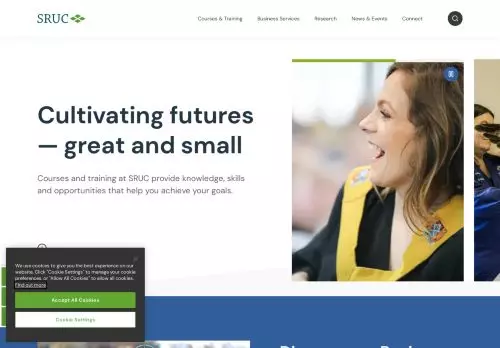 SRUC
Courses & Training
Business Services
Research
News & Events
Connect
Cultivating futures
— great and small
Courses and training at SRUC provide knowledge, skills
and opportunities that help you achieve your goals.
We use cookies to give you the best experience on our
website. Click "Cookie Settings" to manage your cookie
preferences, or "Allow All Cookies" to allow all cookies.
Find out more
Accept All Cookies
Cookie Settings